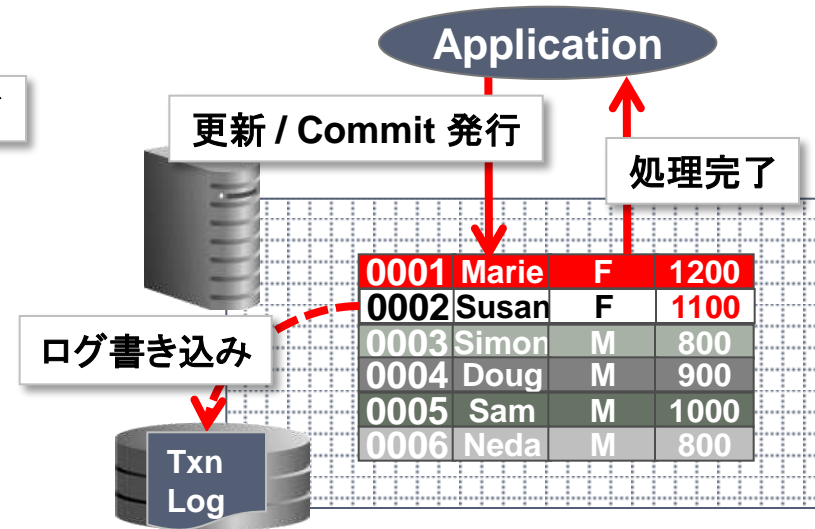 Application
更新 / Commit 発行
処理完了
0001 Marie F 1200
0002 Susan F 1100
ログ書き込み
0003 Simon M 800
0004 Doug M 900
0005 Sam M 1000
0006 Neda M 800
Txn
Log